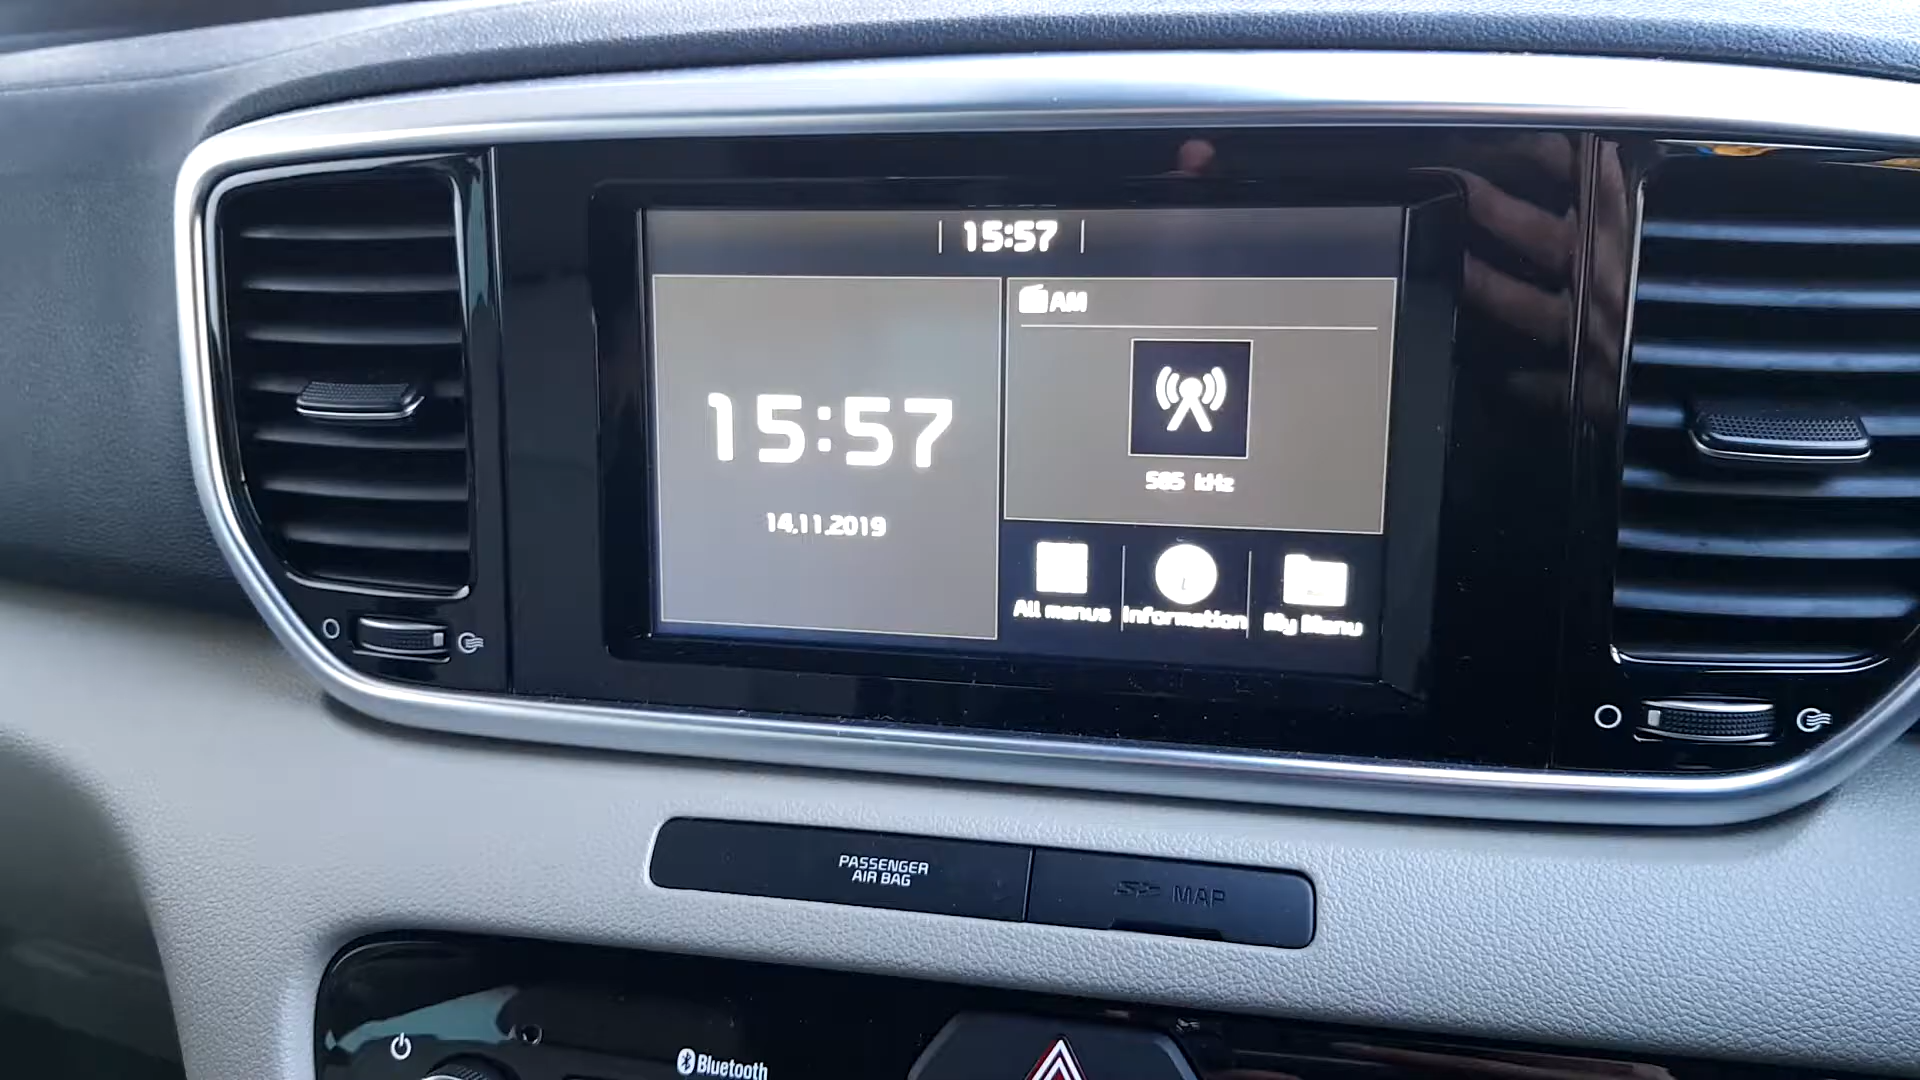 15:57
AM
15:57
585 kHz
14.11.2019
All menus
Information
My Menu
PASSENGER
AIR BAG
MAP
Bluetooth